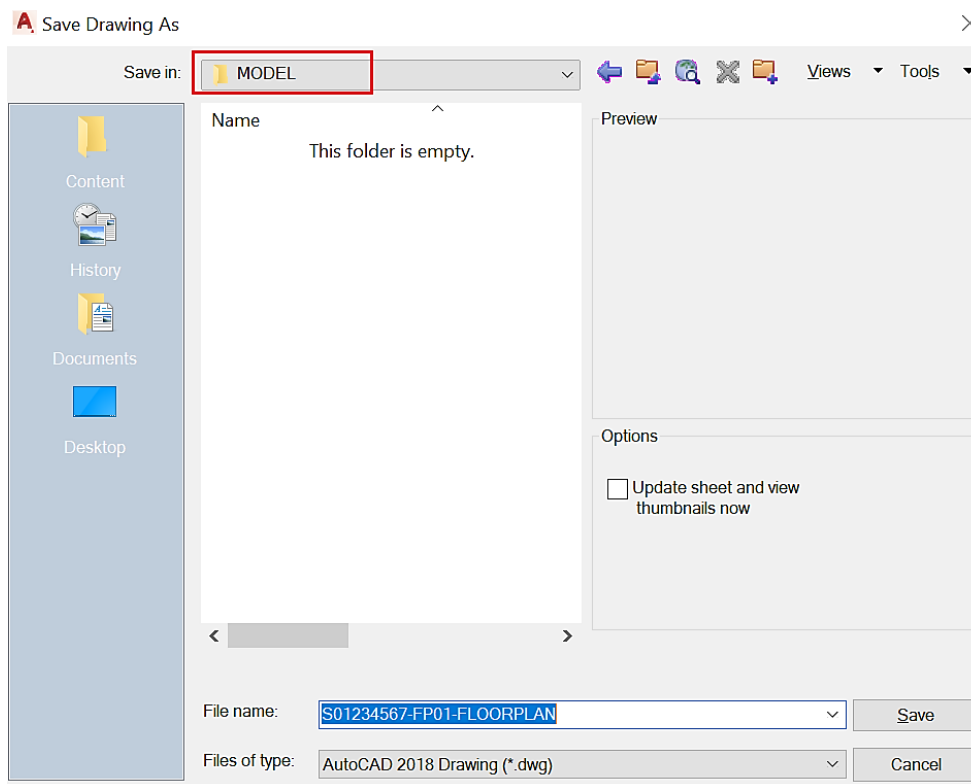 Save Drawing As
Save in:
MODEL
Views
Tools
Content
History
Documents
Desktop
Name
This folder is empty.
Preview
Options
Update sheet and view
thumbnails now
File name:
S01234567-FP01-FLOORPLAN
Save
Files of type:
AutoCAD 2018 Drawing (*.dwg)
Cancel